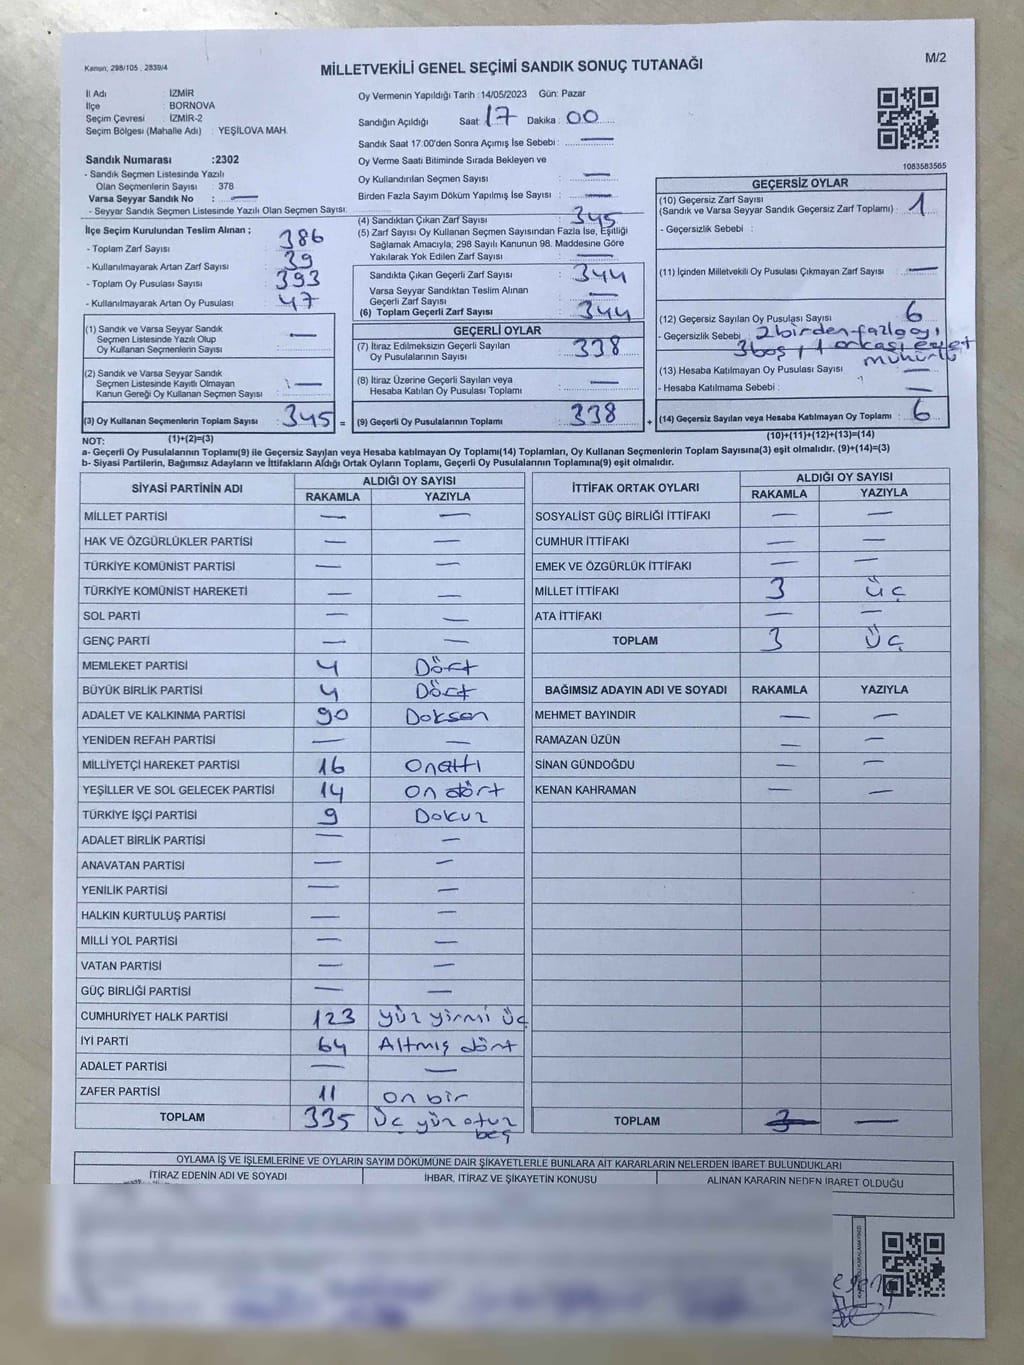 Kanun, 298/105 , 2839/4
M/2
MİLLETVEKİLİ GENEL SEÇİMİ SANDIK SONUÇ TUTANAĞI
İl Adı : İZMİR
İlçe : BORNOVA
Seçim Çevresi : İZMİR-2
Seçim Bölgesi (Mahalle Adı) : YEŞİLOVA MAH.
Oy Vermenin Yapıldığı Tarih :14/05/2023 Gün: Pazar
Sandığın Açıldığı Saat: 17 Dakika: 00
Sandık Saat 17.00'den Sonra Açımış İse Sebebi : —
Oy Verme Saati Bitiminde Sırada Bekleyen ve
Oy Kullandırılan Seçmen Sayısı : —
Birden Fazla Sayım Döküm Yapılmış İse Sayısı : —
1083583565
Sandık Numarası :2302
- Sandık Seçmen Listesinde Yazılı
Olan Seçmenlerin Sayısı : 378
Varsa Seyyar Sandık No : —
- Seyyar Sandık Seçmen Listesinde Yazılı Olan Seçmen Sayısı:
İlçe Seçim Kurulundan Teslim Alınan ;
- Toplam Zarf Sayısı : 386
- Kullanılmayarak Artan Zarf Sayısı : 39
- Toplam Oy Pusulası Sayısı : 393
- Kullanılmayarak Artan Oy Pusulası : 47
(1) Sandık ve Varsa Seyyar Sandık
Seçmen Listesinde Yazılı Olup
Oy Kullanan Seçmenlerin Sayısı : —
(2) Sandık ve Varsa Seyyar Sandık
Seçmen Listesinde Kayıtlı Olmayan
Kanun Gereği Oy Kullanan Seçmen Sayısı : —
(3) Oy Kullanan Seçmenlerin Toplam Sayısı : 345 =
(4) Sandıktan Çıkan Zarf Sayısı : 345
(5) Zarf Sayısı Oy Kullanan Seçmen Sayısından Fazla İse, Eşitliği
Sağlamak Amacıyla; 298 Sayılı Kanunun 98. Maddesine Göre
Yakılarak Yok Edilen Zarf Sayısı : —
Sandıkta Çıkan Geçerli Zarf Sayısı : 344
Varsa Seyyar Sandıktan Teslim Alınan
Geçerli Zarf Sayısı : —
(6) Toplam Geçerli Zarf Sayısı : 344
GEÇERLİ OYLAR
(7) İtiraz Edilmeksizin Geçerli Sayılan
Oy Pusulalarının Sayısı : 338
(8) İtiraz Üzerine Geçerli Sayılan veya
Hesaba Katılan Oy Pusulası Toplamı : —
(9) Geçerli Oy Pusulalarının Toplamı : 338 +
GEÇERSİZ OYLAR
(10) Geçersiz Zarf Sayısı
(Sandık ve Varsa Seyyar Sandık Geçersiz Zarf Toplamı) : 1
- Geçersizlik Sebebi :
(11) İçinden Milletvekili Oy Pusulası Çıkmayan Zarf Sayısı : —
(12) Geçersiz Sayılan Oy Pusulası Sayısı : 6
- Geçersizlik Sebebi : 2 birden fazla oy,
3 boş, 1 arkası evet
mühürlü
(13) Hesaba Katılmayan Oy Pusulası Sayısı : —
- Hesaba Katılmama Sebebi : —
(14) Geçersiz Sayılan veya Hesaba Katılmayan Oy Toplamı : 6
NOT: (1)+(2)=(3)
(10)+(11)+(12)+(13)=(14)
a- Geçerli Oy Pusulasının Toplamı(9) ile Geçersiz Sayılan veya Hesaba katılmayan Oy Toplamı(14) Toplamları, Oy Kullanan Seçmenlerin Toplam Sayısına(3) eşit olmalıdır. (9)+(14)=(3)
b- Siyasi Partilerin, Bağımsız Adayların ve İttifakların Aldığı Ortak Oyların Toplamı, Geçerli Oy Pusulalarının Toplamına(9) eşit olmalıdır.
SİYASİ PARTİNİN ADI ALDIĞI OY SAYISI
RAKAMLA YAZIYLA
MİLLET PARTİSİ — —
HAK VE ÖZGÜRLÜKLER PARTİSİ — —
TÜRKİYE KOMÜNİST PARTİSİ — —
TÜRKİYE KOMÜNİST HAREKETİ — —
SOL PARTİ — —
GENÇ PARTİ — —
MEMLEKET PARTİSİ 4 Dört
BÜYÜK BİRLİK PARTİSİ 4 Dört
ADALET VE KALKINMA PARTİSİ 90 Doksan
YENİDEN REFAH PARTİSİ — —
MİLLİYETÇİ HAREKET PARTİSİ 16 Onaltı
YEŞİLLER VE SOL GELECEK PARTİSİ 14 On dört
TÜRKİYE İŞÇİ PARTİSİ 9 Dokuz
ADALET BİRLİK PARTİSİ — —
ANAVATAN PARTİSİ — —
YENİLİK PARTİSİ — —
HALKIN KURTULUŞ PARTİSİ — —
MİLLİ YOL PARTİSİ — —
VATAN PARTİSİ — —
GÜÇ BİRLİĞİ PARTİSİ — —
CUMHURİYET HALK PARTİSİ 123 yüz yirmi üç
İYİ PARTİ 64 Altmış dört
ADALET PARTİSİ — —
ZAFER PARTİSİ 11 On bir
TOPLAM 335 Üç yüz otuz
beş
İTTİFAK ORTAK OYLARI ALDIĞI OY SAYISI
RAKAMLA YAZIYLA
SOSYALİST GÜÇ BİRLİĞİ İTTİFAKI — —
CUMHUR İTTİFAKI — —
EMEK VE ÖZGÜRLÜK İTTİFAKI — —
MİLLET İTTİFAKI 3 üç
ATA İTTİFAKI — —
TOPLAM 3 Üç
BAĞIMSIZ ADAYIN ADI VE SOYADI RAKAMLA YAZIYLA
MEHMET BAYINDIR — —
RAMAZAN ÜZÜN — —
SİNAN GÜNDOĞDU — —
KENAN KAHRAMAN — —
TOPLAM 3 —
OYLAMA İŞ VE İŞLEMLERİNE VE OYLARIN SAYIM DÖKÜMÜNE DAİR ŞİKAYETLERLE BUNLARA AİT KARARLARIN NELERDEN İBARET BULUNDUKLARI
İTİRAZ EDENİN ADI VE SOYADI İHBAR, İTİRAZ VE ŞİKAYETİN KONUSU ALINAN KARARIN NEDEN İBARET OLDUĞU